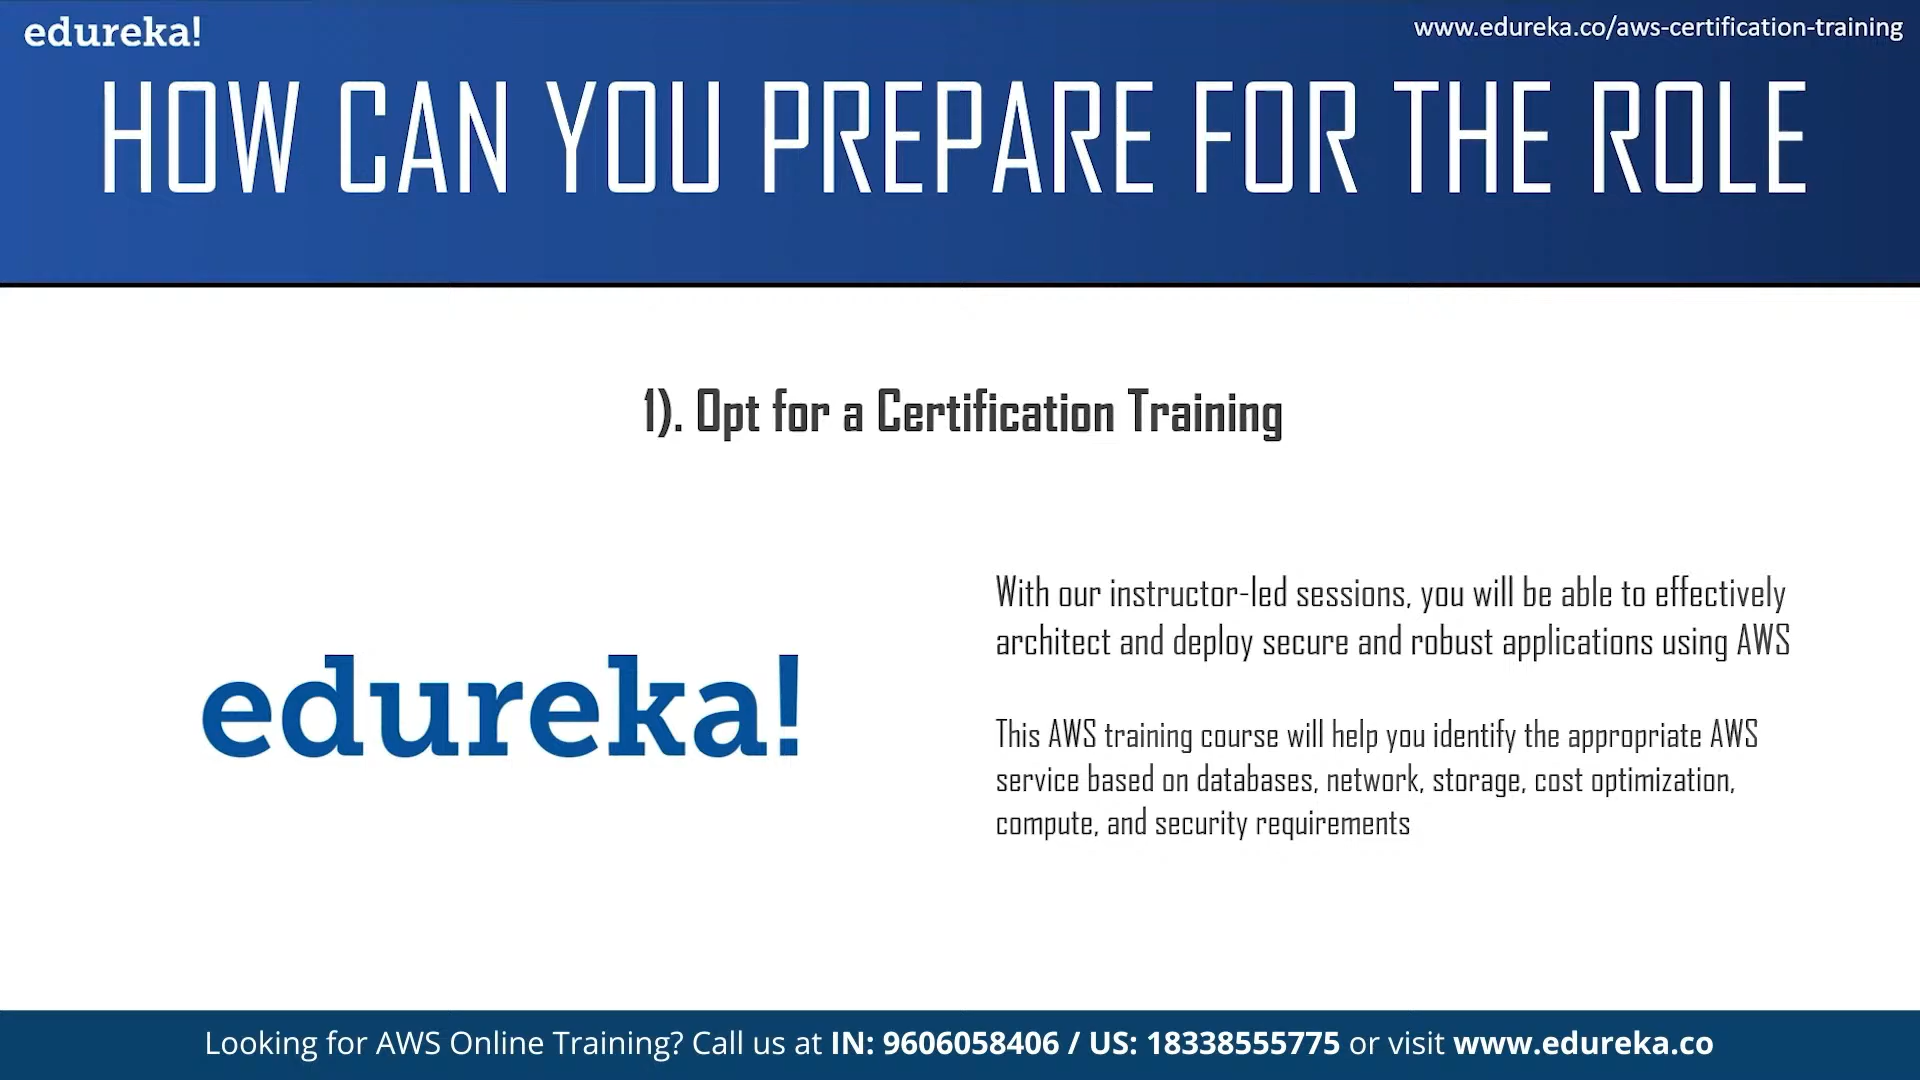 edureka!
www.edureka.co/aws-certification-training
HOW CAN YOU PREPARE FOR THE ROLE
1). Opt for a Certification Training
edureka!
With our instructor-led sessions, you will be able to effectively
architect and deploy secure and robust applications using AWS
This AWS training course will help you identify the appropriate AWS
service based on databases, network, storage, cost optimization,
compute, and security requirements
Looking for AWS Online Training? Call us at IN: 9606058406 / US: 18338555775 or visit www.edureka.co